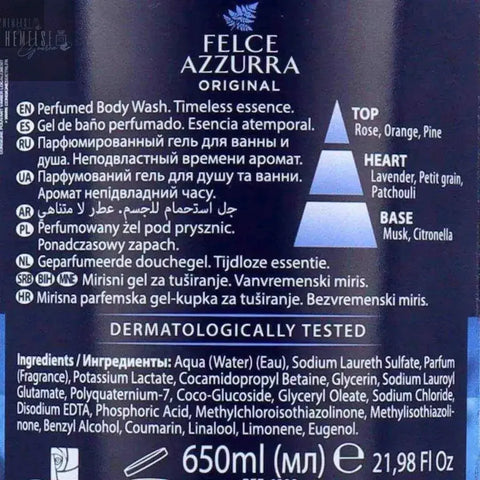 FELCE
AZZURRA
ORIGINAL
EN Perfumed Body Wash. Timeless essence.
ES Gel de baño perfumado. Esencia atemporal.
RU Парфюмированный гель для ванны и
душа. Неподвластный времени аромат.
UA Парфумований гель для душу та ванни.
Аромат непідвладний часу.
AR جل استحمام للجسم. عطر لا متناهي
PL Perfumowany żel pod prysznic.
Ponadczasowy zapach.
NL Geparfumeerde douchegel. Tijdloze essentie.
SRB BIH MNE Mirisni gel za tuširanje. Vanvremenski miris.
HR Mirisna parfemska gel-kupka za tuširanje. Bezvremenski miris.
TOP
Rose, Orange, Pine
HEART
Lavender, Petit grain,
Patchouli
BASE
Musk, Citronella
DERMATOLOGICALLY TESTED
Ingredients / Ингредиенты: Aqua (Water) (Eau), Sodium Laureth Sulfate, Parfum
(Fragrance), Potassium Lactate, Cocamidopropyl Betaine, Glycerin, Sodium Lauroyl
Glutamate, Polyquaternium-7, Coco-Glucoside, Glyceryl Oleate, Sodium Chloride,
Disodium EDTA, Phosphoric Acid, Methylchloroisothiazolinone, Methylisothiazoli-
none, Benzyl Alcohol, Coumarin, Linalool, Limonene, Eugenol.
650ml (мл) e 21,98 Fl Oz